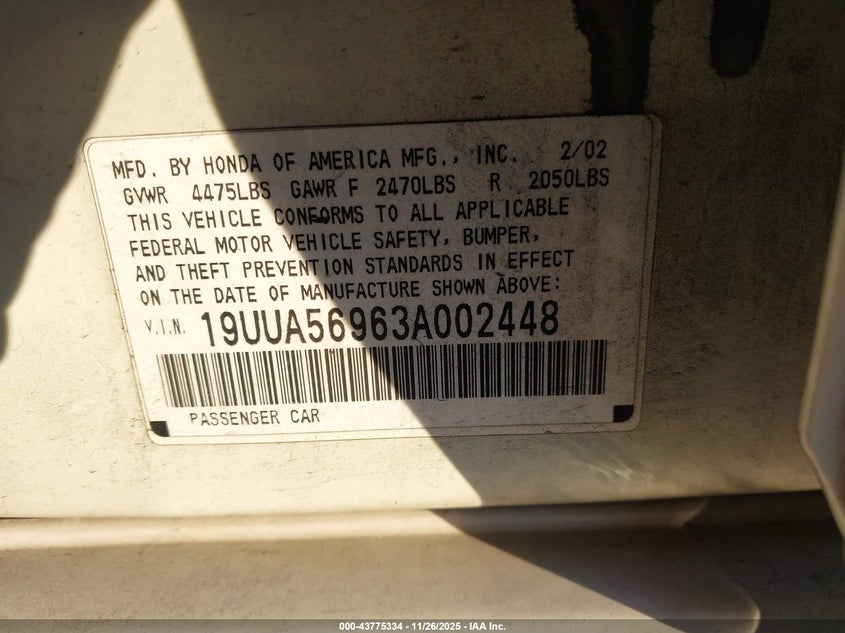 MFD. BY HONDA OF AMERICA MFG., INC. 2/02
GVWR 4475LBS GAWR F 2470LBS R 2050LBS
THIS VEHICLE CONFORMS TO ALL APPLICABLE
FEDERAL MOTOR VEHICLE SAFETY, BUMPER,
AND THEFT PREVENTION STANDARDS IN EFFECT
ON THE DATE OF MANUFACTURE SHOWN ABOVE:
V.I.N. 19UUA56963A002448
PASSENGER CAR
000-43775334 - 11/26/2025 - IAA Inc.